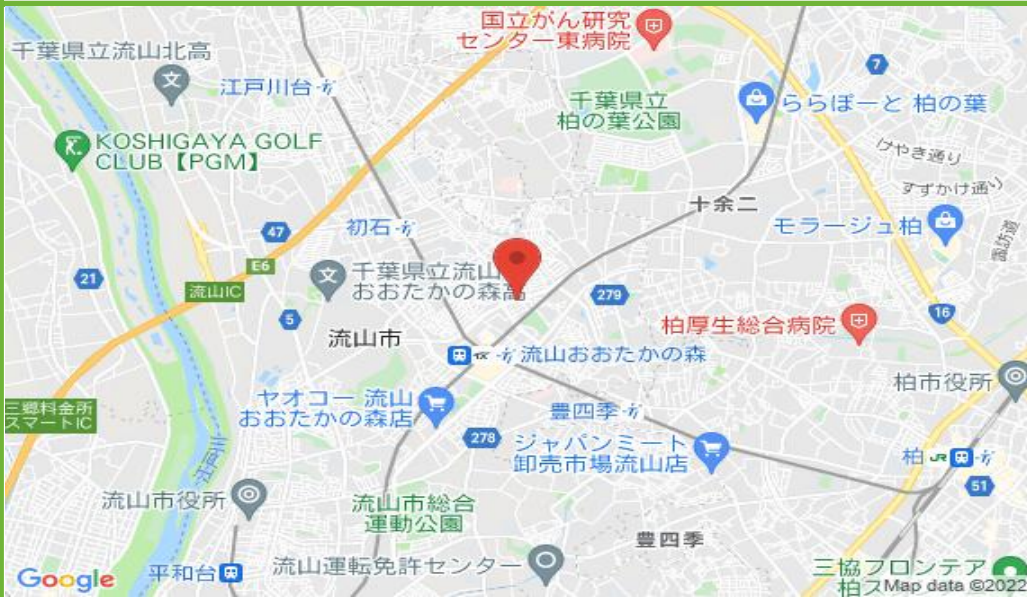 国立がん研究
センター東病院
千葉県立流山北高
江戸川台
7
千葉県立
柏の葉公園
ららぽーと 柏の葉
KOSHIGAYA GOLF
CLUB【PGM】
けやき通り
すずかけ通り
十余二
47
初石
モラージュ柏
諏訪道
E6
21
流山IC
千葉県立流山
おおたかの森高
279
16
5
流山市
柏厚生総合病院
流山おおたかの森
柏市役所
ヤオコー 流山
おおたかの森店
三郷料金所
スマートIC
豊四季
278
ジャパンミート
卸売市場流山店
柏 JR
51
流山市役所
流山市総合
運動公園
豊四季
流山運転免許センター
平和台
三協フロンテア
柏ス
Google
Map data ©2022